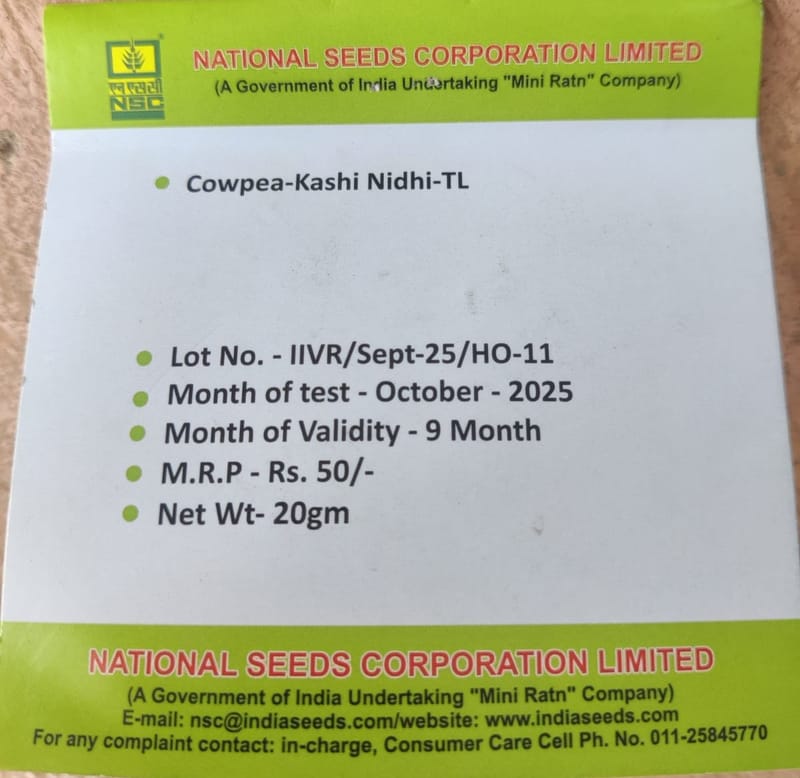 NATIONAL SEEDS CORPORATION LIMITED
(A Government of India Undertaking "Mini Ratn" Company)
एन एस सी
NSC
Cowpea-Kashi Nidhi-TL
Lot No. - IIVR/Sept-25/HO-11
Month of test - October - 2025
Month of Validity - 9 Month
M.R.P - Rs. 50/-
Net Wt- 20gm
NATIONAL SEEDS CORPORATION LIMITED
(A Government of India Undertaking "Mini Ratn" Company)
E-mail: nsc@indiaseeds.com/website: www.indiaseeds.com
For any complaint contact: in-charge, Consumer Care Cell Ph. No. 011-25845770